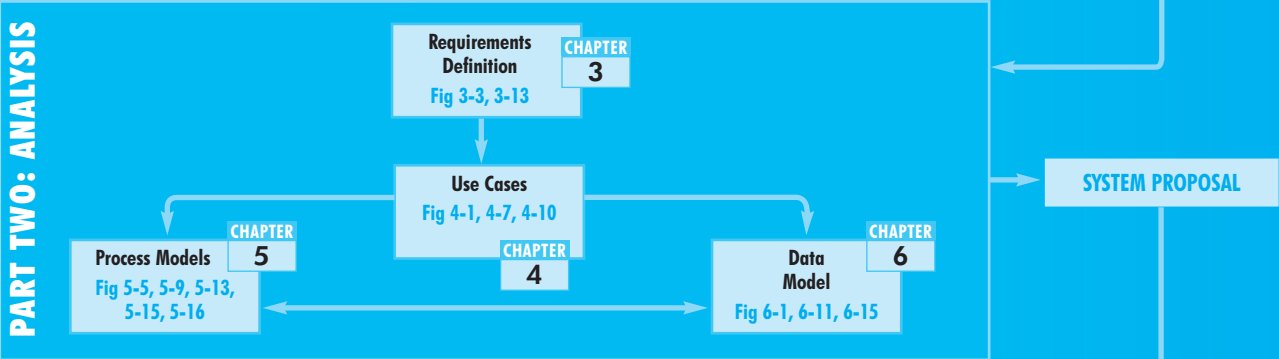 PART TWO: ANALYSIS
Requirements
Definition
Fig 3-3, 3-13
CHAPTER
3
Use Cases
Fig 4-1, 4-7, 4-10
CHAPTER
4
Process Models
Fig 5-5, 5-9, 5-13,
5-15, 5-16
CHAPTER
5
Data
Model
Fig 6-1, 6-11, 6-15
CHAPTER
6
SYSTEM PROPOSAL